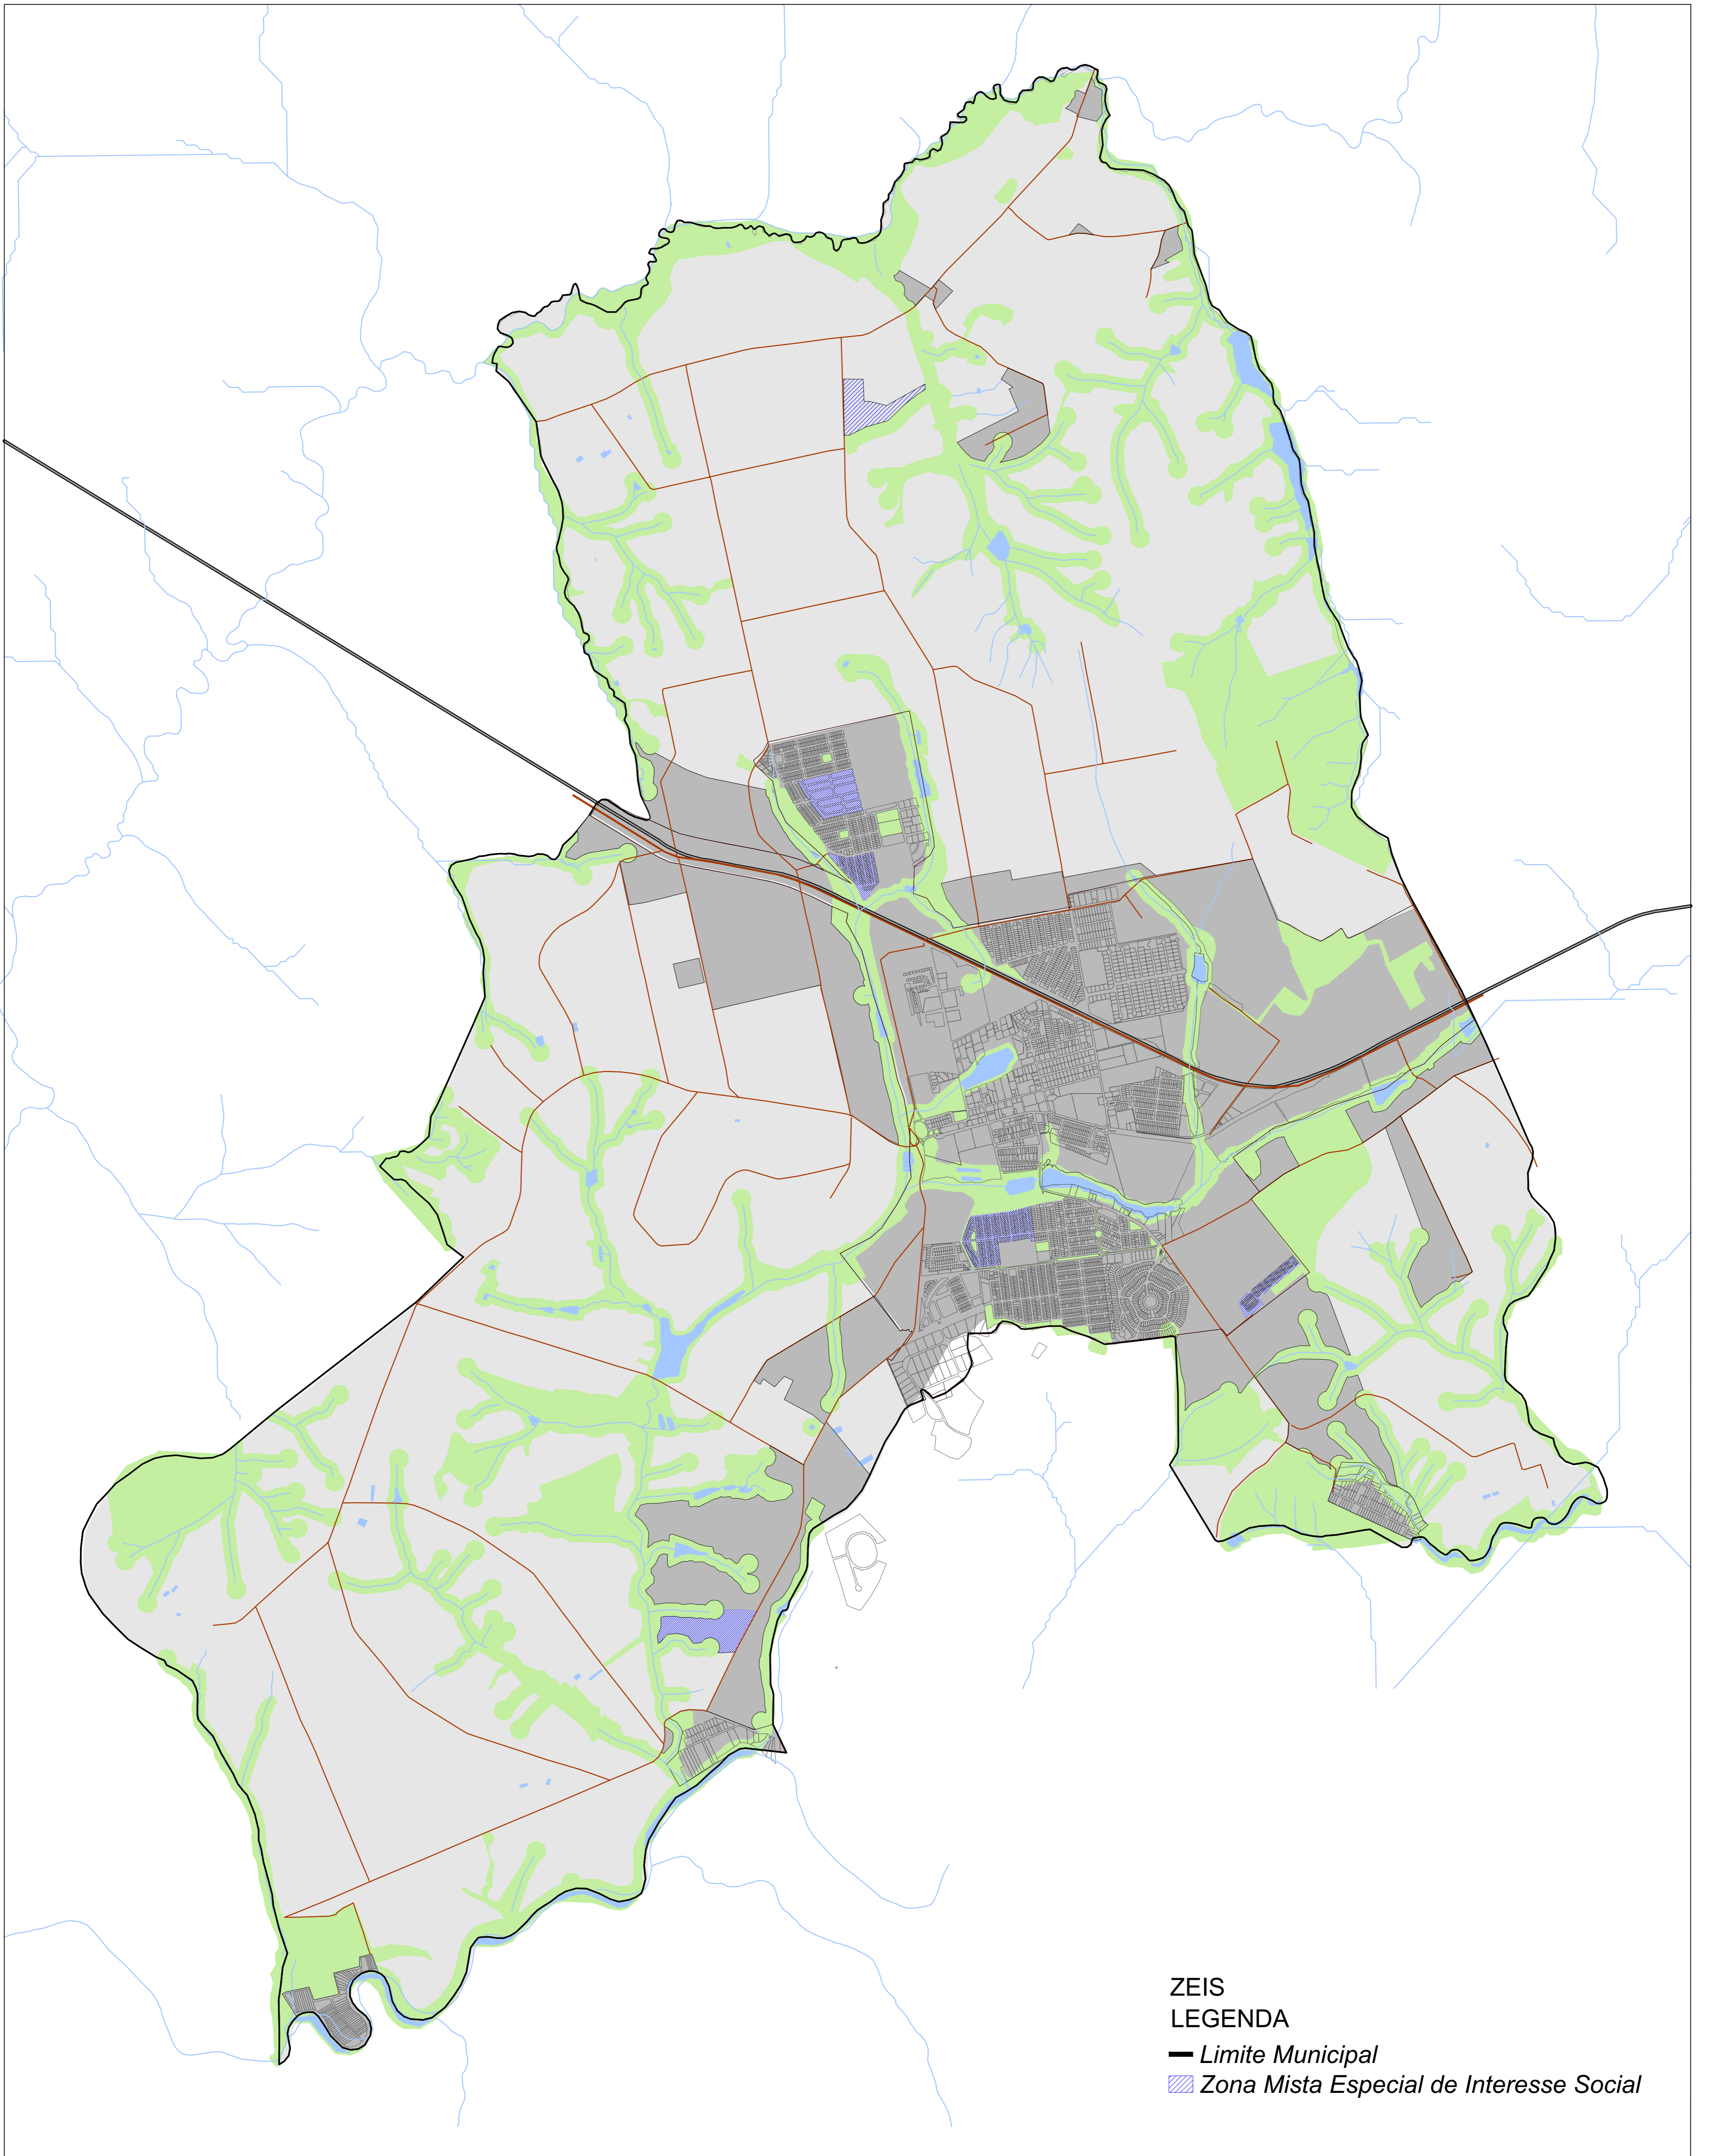 ZEIS
LEGENDA
Limite Municipal
Zona Mista Especial de Interesse Social